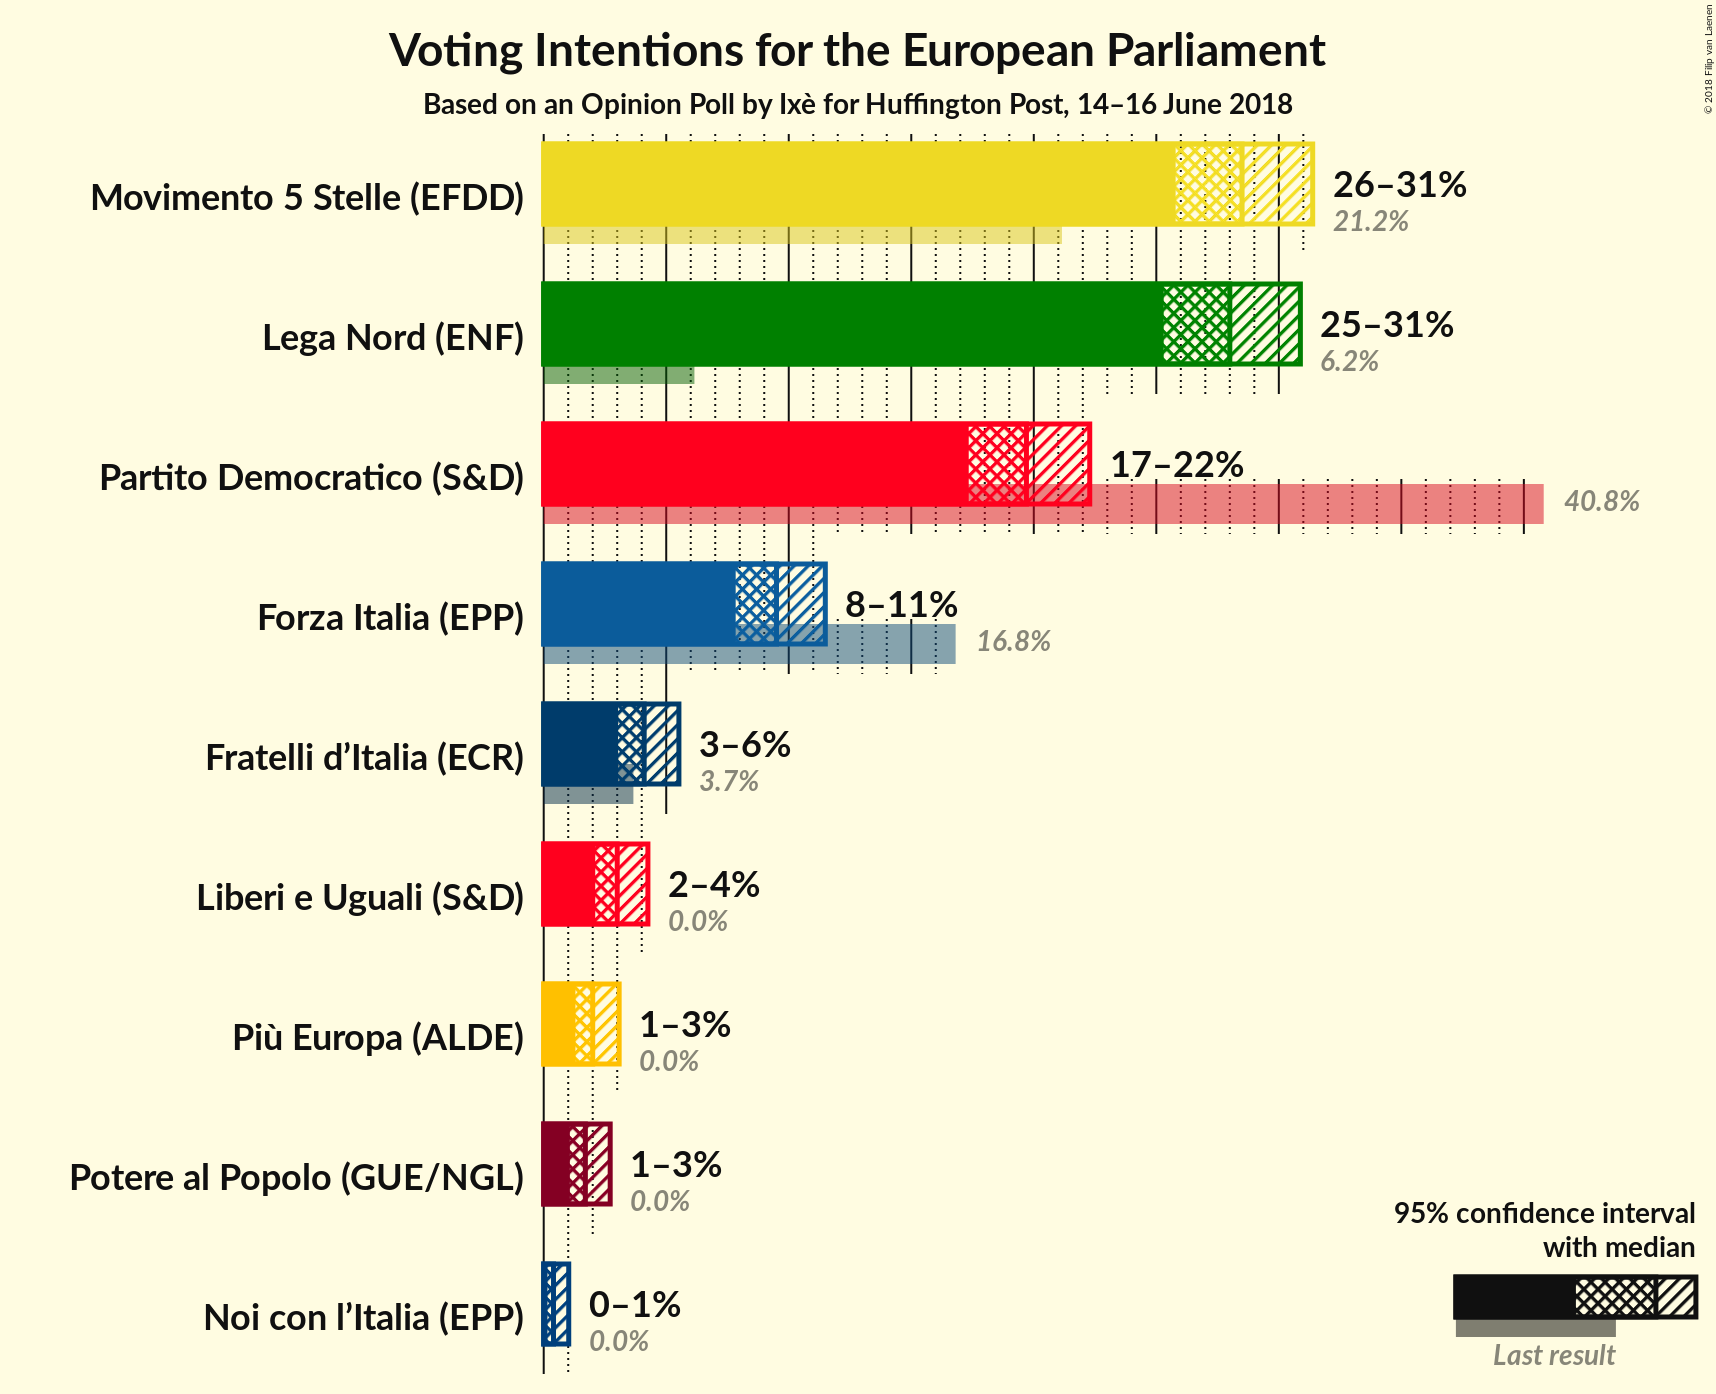 Voting Intentions for the European Parliament
Based on an Opinion Poll by Ixè for Huffington Post, 14–16 June 2018
© 2018 Filip van Laenen
Movimento 5 Stelle (EFDD)
26–31%
21.2%
Lega Nord (ENF)
25–31%
6.2%
Partito Democratico (S&D)
17–22%
40.8%
Forza Italia (EPP)
8–11%
16.8%
Fratelli d’Italia (ECR)
3–6%
3.7%
Liberi e Uguali (S&D)
2–4%
0.0%
Più Europa (ALDE)
1–3%
0.0%
Potere al Popolo (GUE/NGL)
1–3%
0.0%
Noi con l’Italia (EPP)
0–1%
0.0%
95% confidence interval
with median
Last result